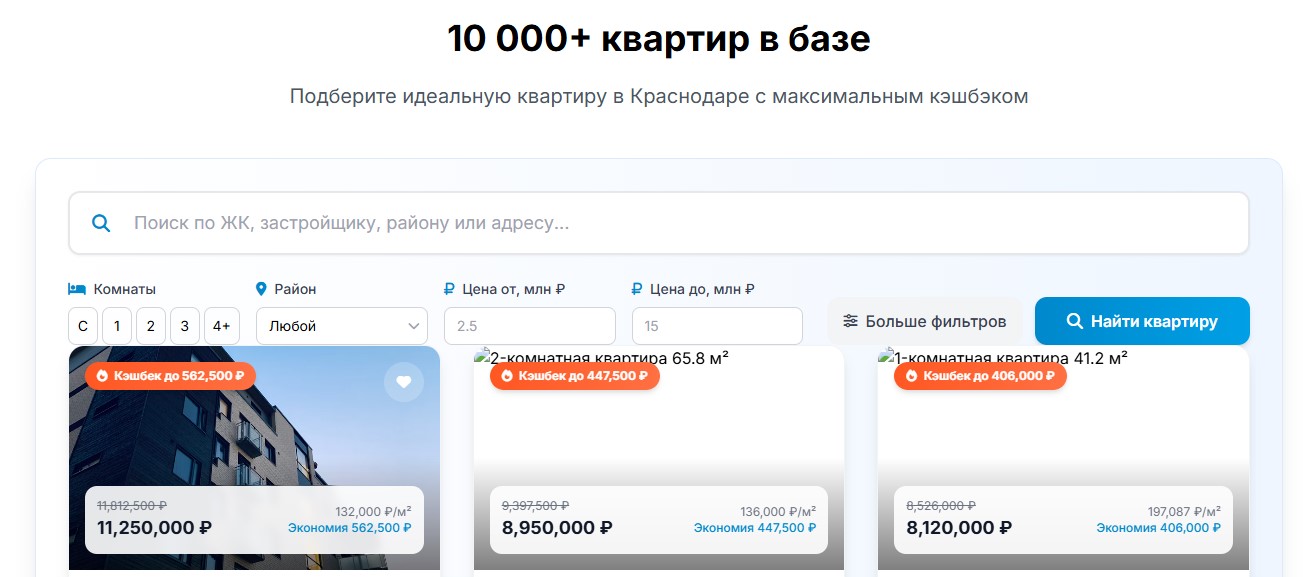 10 000+ квартир в базе
Подберите идеальную квартиру в Краснодаре с максимальным кэшбэком
Поиск по ЖК, застройщику, району или адресу...
Комнаты
Район
₽ Цена от, млн ₽
₽ Цена до, млн ₽
С 1 2 3 4+
Любой
2.5
15
Больше фильтров
Найти квартиру
Кэшбек до 562,500 ₽
11,812,500 ₽
11,250,000 ₽
132,000 ₽/м²
Экономия 562,500 ₽
2-комнатная квартира 65.8 м²
Кэшбек до 447,500 ₽
9,397,500 ₽
8,950,000 ₽
136,000 ₽/м²
Экономия 447,500 ₽
1-комнатная квартира 41.2 м²
Кэшбек до 406,000 ₽
8,526,000 ₽
8,120,000 ₽
197,087 ₽/м²
Экономия 406,000 ₽